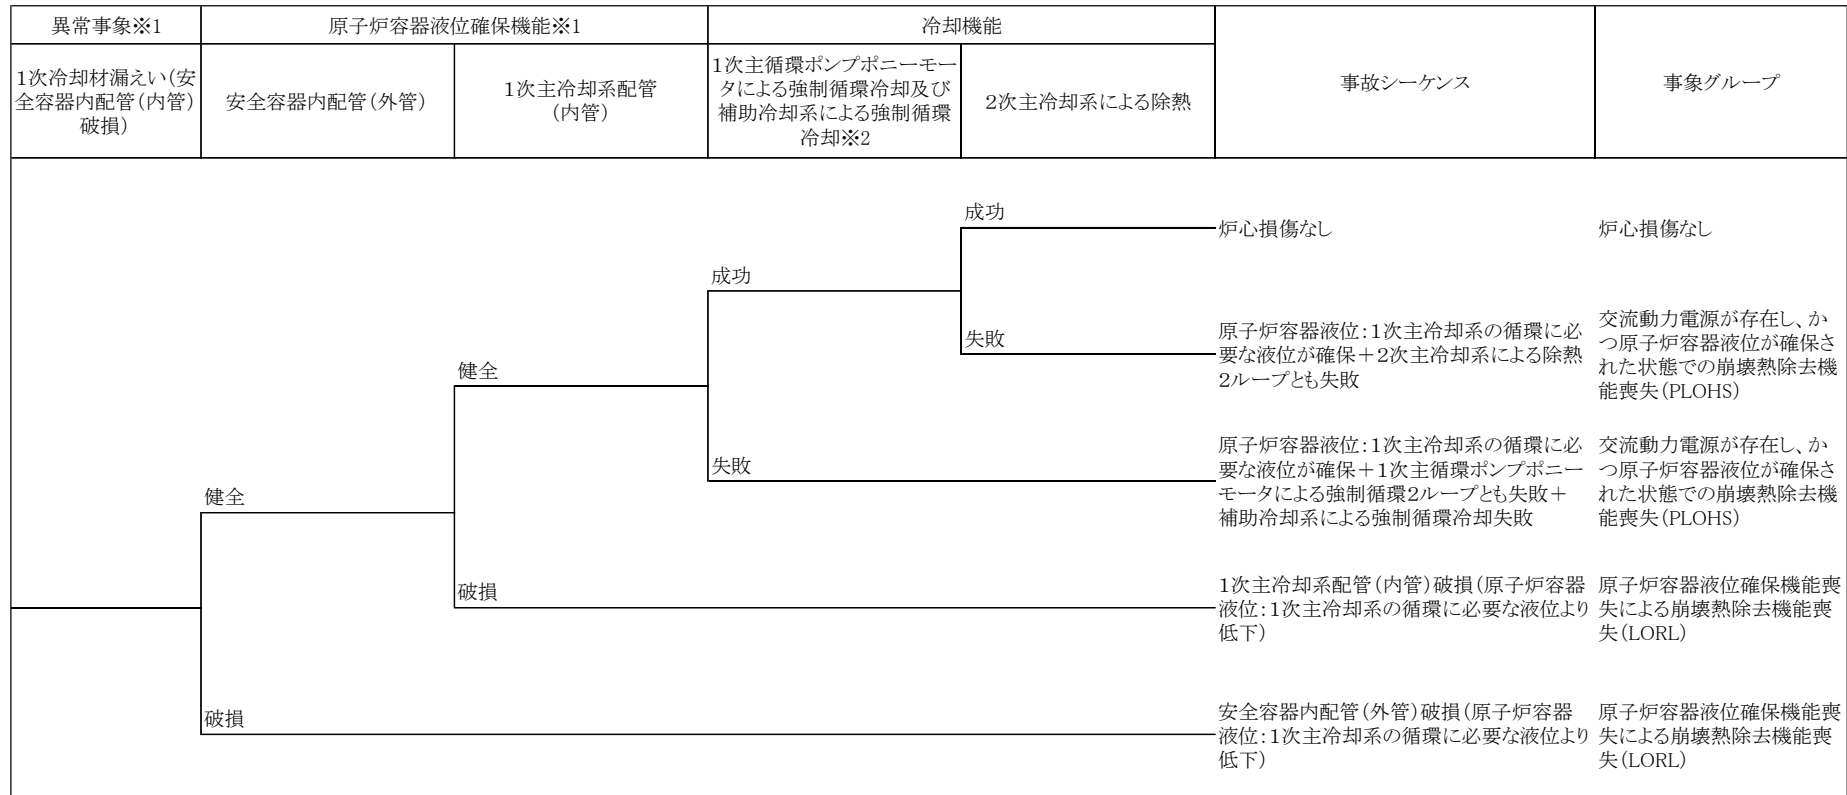 異常事象※1
原子炉容器液位確保機能※1
冷却機能
1次冷却材漏えい(安
全容器内配管(内管)
破損)
安全容器内配管(外管)
1次主冷却系配管
(内管)
1次主循環ポンプポニーモー
タによる強制循環冷却及び
補助冷却系による強制循環
冷却※2
2次主冷却系による除熱
事故シーケンス
事象グループ
成功
炉心損傷なし
炉心損傷なし
成功
失敗
原子炉容器液位:1次主冷却系の循環に必
要な液位が確保+2次主冷却系による除熱
2ループとも失敗
交流動力電源が存在し、か
つ原子炉容器液位が確保さ
れた状態での崩壊熱除去機
能喪失(PLOHS)
健全
失敗
原子炉容器液位:1次主冷却系の循環に必
要な液位が確保+1次主循環ポンプポニー
モータによる強制循環2ループとも失敗+
補助冷却系による強制循環冷却失敗
交流動力電源が存在し、か
つ原子炉容器液位が確保さ
れた状態での崩壊熱除去機
能喪失(PLOHS)
健全
破損
1次主冷却系配管(内管)破損(原子炉容器
液位:1次主冷却系の循環に必要な液位より
低下)
原子炉容器液位確保機能喪
失による崩壊熱除去機能喪
失(LORL)
破損
安全容器内配管(外管)破損(原子炉容器
液位:1次主冷却系の循環に必要な液位より
低下)
原子炉容器液位確保機能喪
失による崩壊熱除去機能喪
失(LORL)